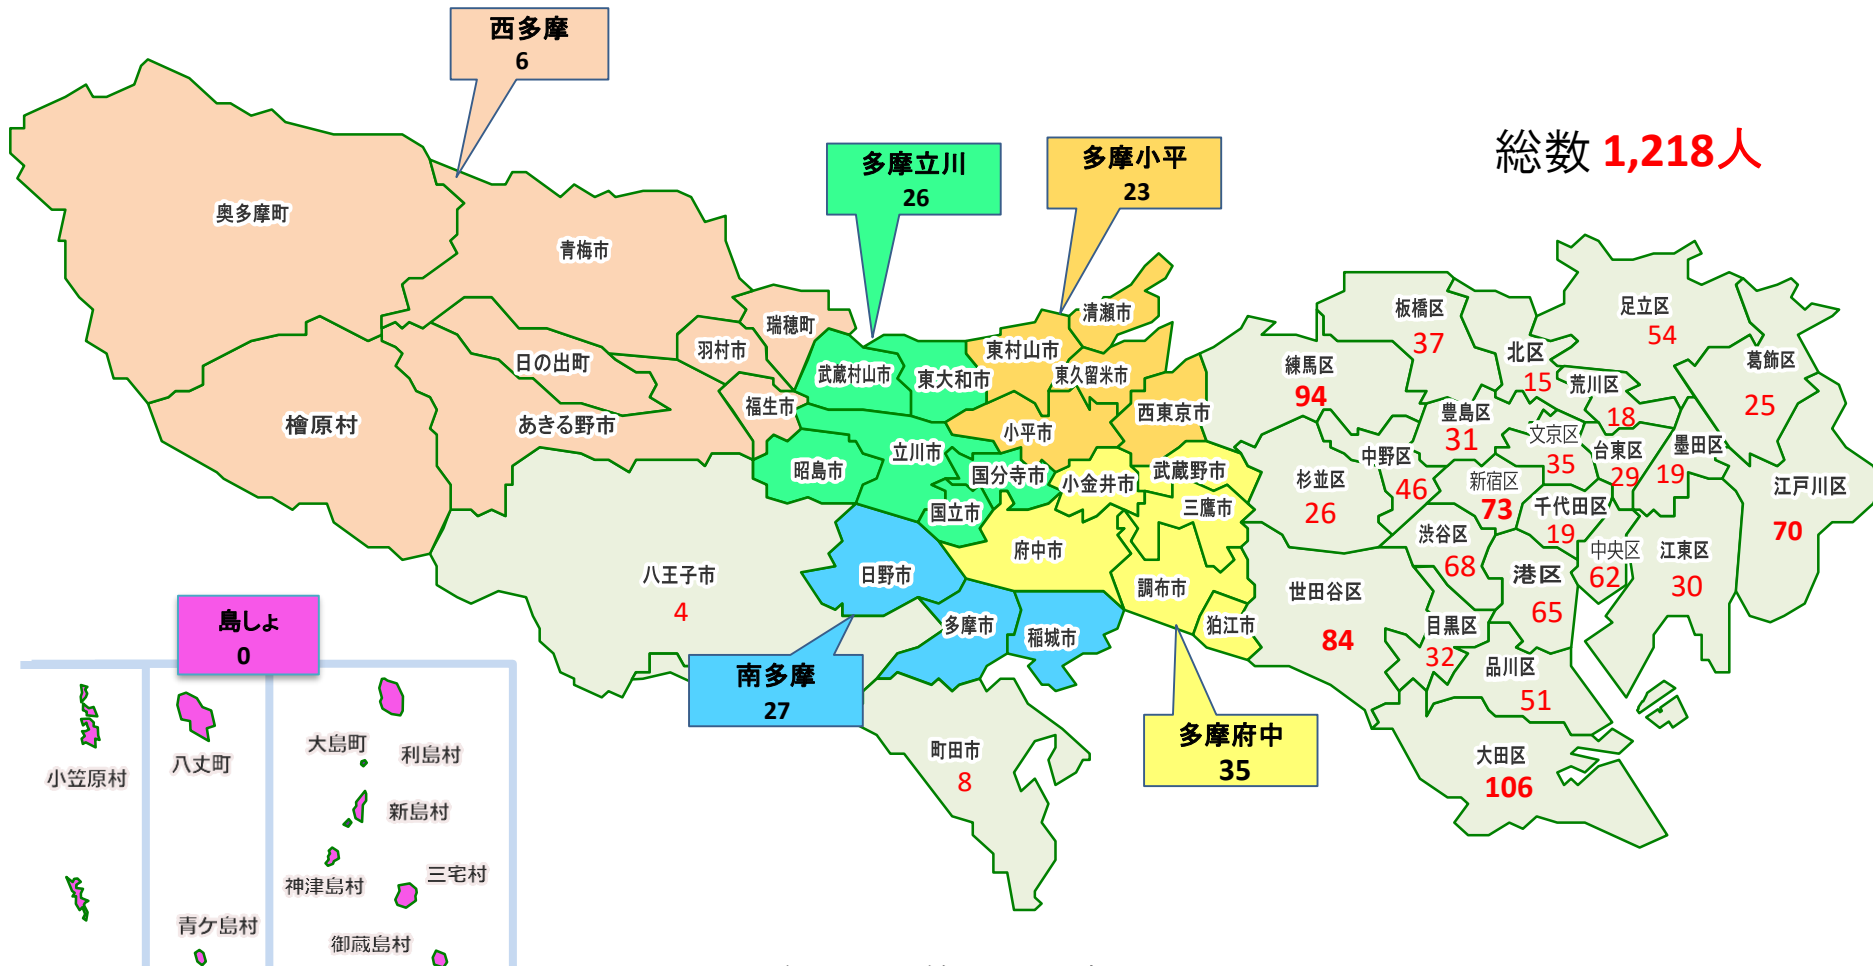 西多摩
6
多摩立川
26
多摩小平
23
総数 1,218人
奥多摩町
青梅市
瑞穂町
羽村市
日の出町
福生市
あきる野市
檜原村
武蔵村山市
東大和市
東村山市
清瀬市
東久留米市
西東京市
小平市
立川市
昭島市
国分寺市
国立市
小金井市
武蔵野市
三鷹市
府中市
調布市
狛江市
八王子市
4
日野市
多摩市
稲城市
南多摩
27
町田市
8
多摩府中
35
板橋区
37
練馬区
94
北区
15
足立区
54
葛飾区
25
荒川区
18
豊島区
31
文京区
35
台東区
29
墨田区
19
中野区
46
杉並区
26
新宿区
73
千代田区
19
江戸川区
70
渋谷区
68
中央区
62
江東区
30
港区
65
世田谷区
84
目黒区
32
品川区
51
大田区
106
島しょ
0
小笠原村
八丈町
大島町
利島村
新島村
神津島村
三宅村
青ケ島村
御蔵島村